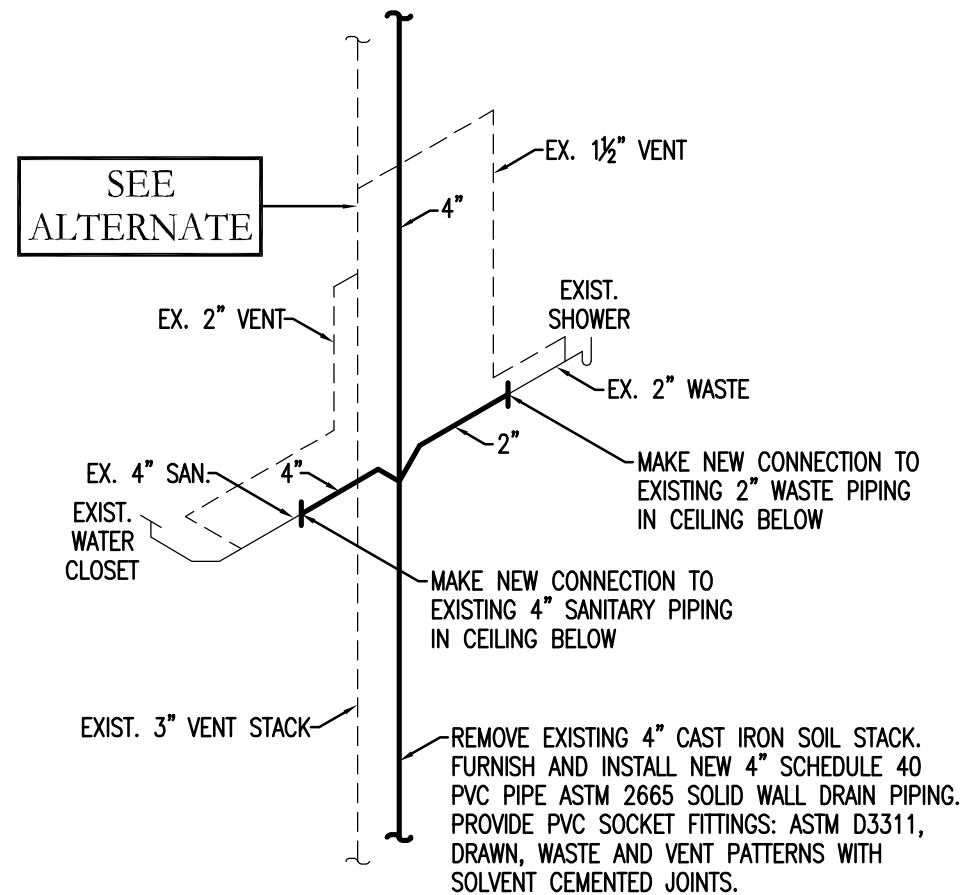 EX. 1½” VENT
SEE
ALTERNATE
4”
EXIST.
SHOWER
EX. 2” VENT
EX. 2” WASTE
2”
EX. 4” SAN.
4”
MAKE NEW CONNECTION TO
EXISTING 2” WASTE PIPING
IN CEILING BELOW
EXIST.
WATER
CLOSET
MAKE NEW CONNECTION TO
EXISTING 4” SANITARY PIPING
IN CEILING BELOW
EXIST. 3” VENT STACK
REMOVE EXISTING 4” CAST IRON SOIL STACK.
FURNISH AND INSTALL NEW 4” SCHEDULE 40
PVC PIPE ASTM 2665 SOLID WALL DRAIN PIPING.
PROVIDE PVC SOCKET FITTINGS: ASTM D3311,
DRAWN, WASTE AND VENT PATTERNS WITH
SOLVENT CEMENTED JOINTS.